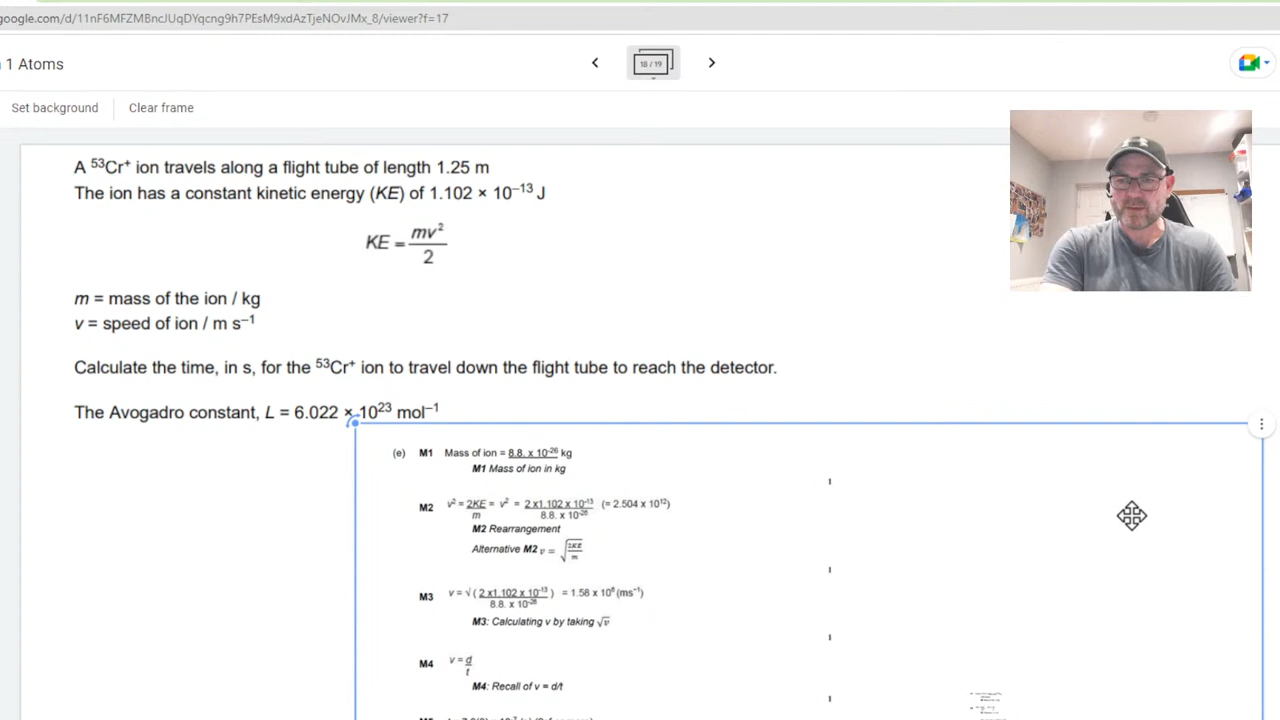 google.com/d/11nF6MFZMBncJUqDYqcng9h7PEsM9xdAzTjeNOvJMx_8/viewer?f=17
1 Atoms
18 / 19
Set background
Clear frame
A ⁵³Cr⁺ ion travels along a flight tube of length 1.25 m
The ion has a constant kinetic energy (KE) of 1.102 × 10⁻¹³ J
KE = mv²/2
m = mass of the ion / kg
v = speed of ion / m s⁻¹
Calculate the time, in s, for the ⁵³Cr⁺ ion to travel down the flight tube to reach the detector.
The Avogadro constant, L = 6.022 × 10²³ mol⁻¹
(e) M1 Mass of ion = 8.8. x 10⁻²⁶ kg
M1 Mass of ion in kg
1
M2 v² = 2KE/m = v² = 2 x1.102 x 10⁻¹³/8.8. x 10⁻²⁶ (= 2.504 x 10¹²)
M2 Rearrangement
Alternative M2 v = √2KE/m
1
M3 v = √ ( 2 x1.102 x 10⁻¹³/8.8. x 10⁻²⁶ ) = 1.58 x 10⁶ (ms⁻¹)
M3: Calculating v by taking √v
1
M4 v = d/t
M4: Recall of v = d/t
1